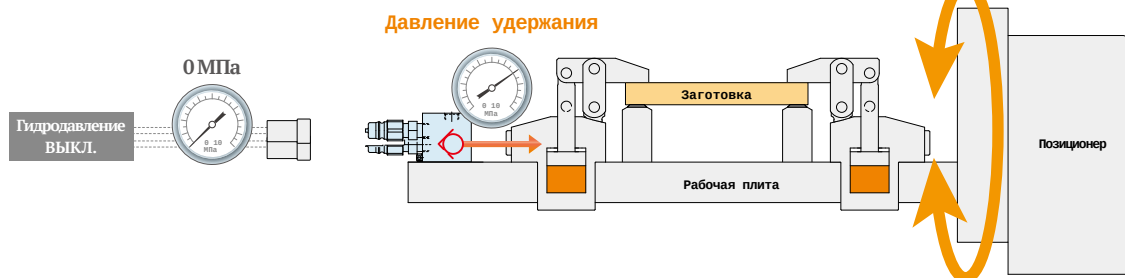 Давление удержания
0 МПа
0 10
МПа
Гидродавление
ВЫКЛ.
0 10
МПа
Заготовка
Рабочая плита
Позиционер